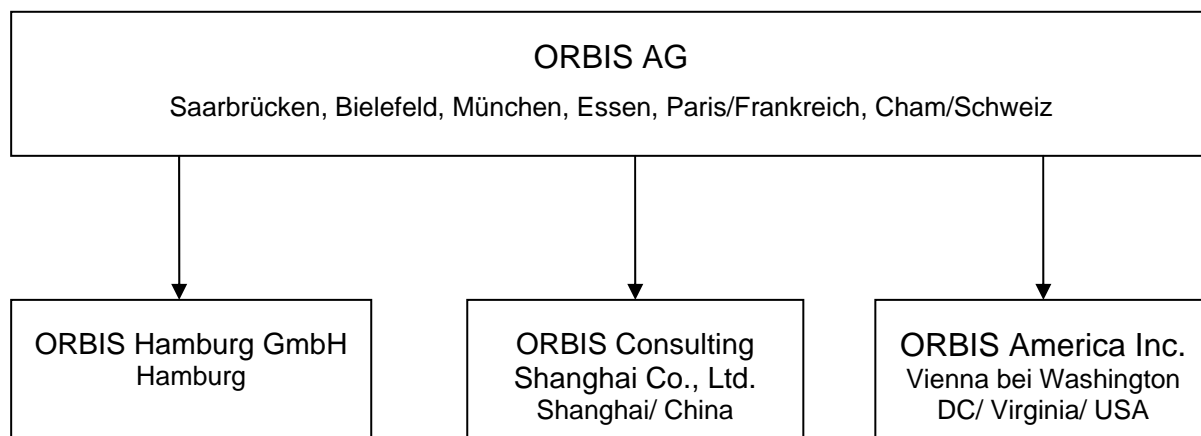 ORBIS AG
Saarbrücken, Bielefeld, München, Essen, Paris/Frankreich, Cham/Schweiz
ORBIS Hamburg GmbH
Hamburg
ORBIS Consulting
Shanghai Co., Ltd.
Shanghai/ China
ORBIS America Inc.
Vienna bei Washington
DC/ Virginia/ USA